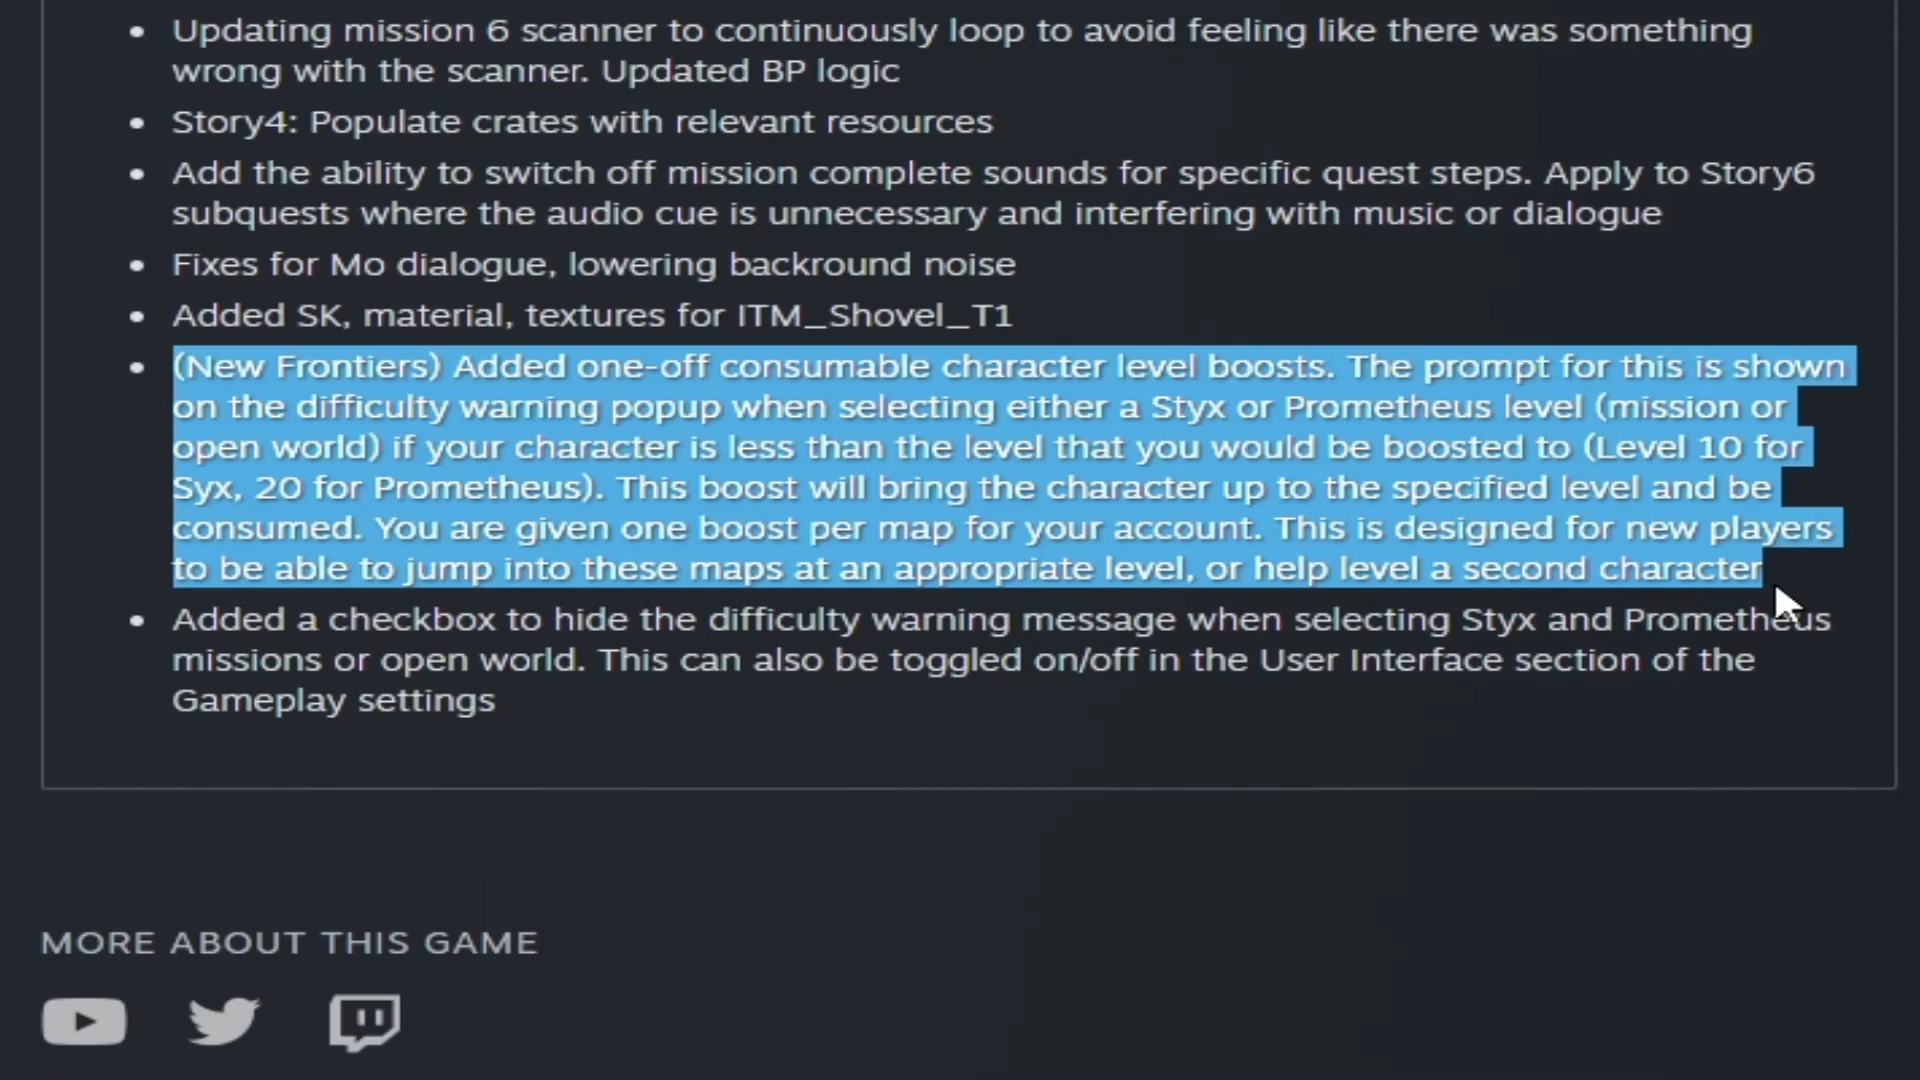 Updating mission 6 scanner to continuously loop to avoid feeling like there was something
wrong with the scanner. Updated BP logic
Story4: Populate crates with relevant resources
Add the ability to switch off mission complete sounds for specific quest steps. Apply to Story6
subquests where the audio cue is unnecessary and interfering with music or dialogue
Fixes for Mo dialogue, lowering backround noise
Added SK, material, textures for ITM_Shovel_T1
(New Frontiers) Added one-off consumable character level boosts. The prompt for this is shown
on the difficulty warning popup when selecting either a Styx or Prometheus level (mission or
open world) if your character is less than the level that you would be boosted to (Level 10 for
Syx, 20 for Prometheus). This boost will bring the character up to the specified level and be
consumed. You are given one boost per map for your account. This is designed for new players
to be able to jump into these maps at an appropriate level, or help level a second character
Added a checkbox to hide the difficulty warning message when selecting Styx and Prometheus
missions or open world. This can also be toggled on/off in the User Interface section of the
Gameplay settings
MORE ABOUT THIS GAME